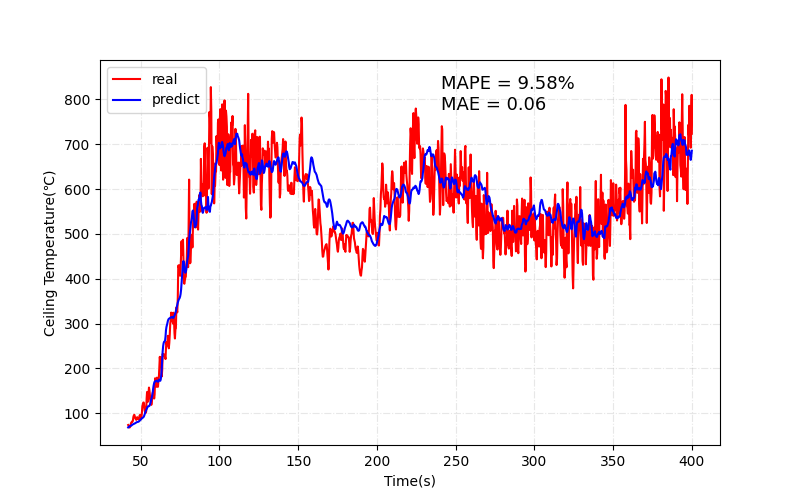 real
predict
MAPE = 9.58%
MAE = 0.06
800
700
600
500
400
300
200
100
Ceiling Temperature(℃)
50
100
150
200
250
300
350
400
Time(s)